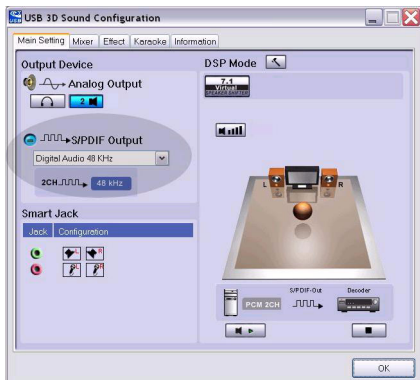 USB 3D Sound Configuration
Main Setting Mixer Effect Karaoke Information
Output Device
Analog Output
2
S/PDIF Output
Digital Audio 48 KHz
2CH 48 kHz
Smart Jack
Jack Configuration
L R
L R
DSP Mode
7.1
Virtual
SPEAKER SHIFTER
L R
S/PDIF-Out Decoder
PCM 2CH
OK